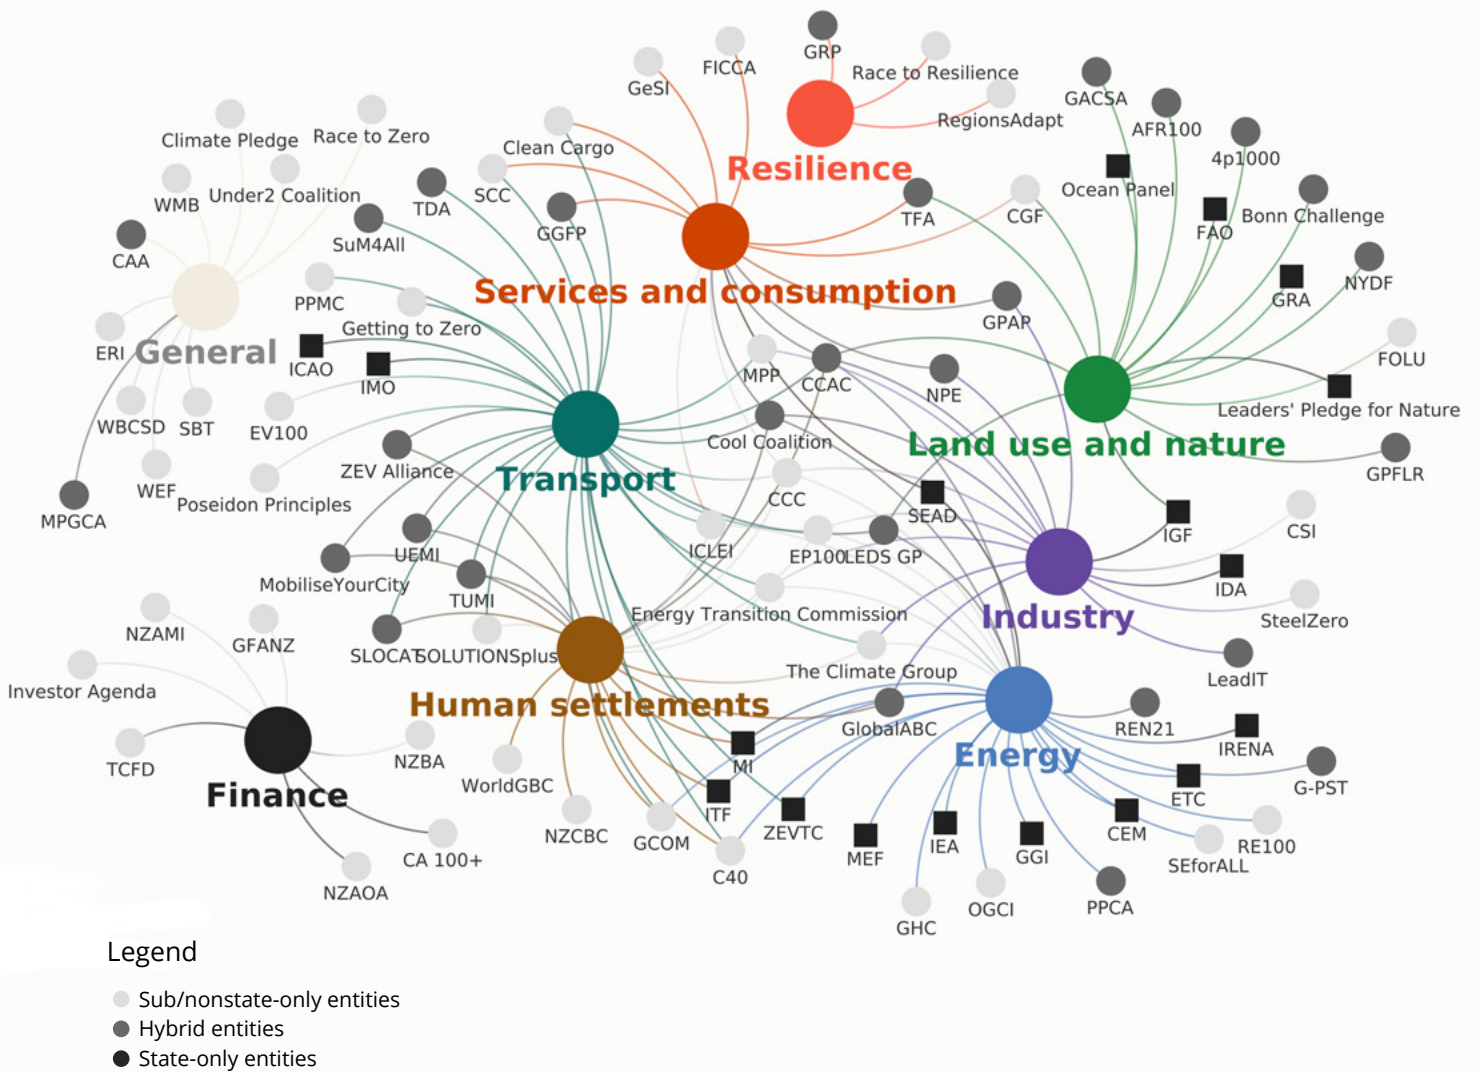 GRP
FICCA
Race to Resilience
GeSI
GACSA
RegionsAdapt
AFR100
Climate Pledge
Race to Zero
Clean Cargo
4p1000
Resilience
Ocean Panel
WMB
Under2 Coalition
TDA
SCC
TFA
CGF
Bonn Challenge
GGFP
FAO
SuM4All
CAA
Services and consumption
GRA
NYDF
PPMC
Getting to Zero
GPAP
ERI
General
ICAO
FOLU
IMO
MPP
CCAC
NPE
Leaders' Pledge for Nature
WBCSD
SBT
EV100
Cool Coalition
Land use and nature
ZEV Alliance
Transport
GPFLR
WEF
Poseidon Principles
CCC
MPGCA
SEAD
CSI
IGF
UEMI
ICLEI
EP100
LEDS GP
MobiliseYourCity
TUMI
IDA
Energy Transition Commission
Industry
SteelZero
NZAMI
GFANZ
SLOCAT
SOLUTIONSplus
The Climate Group
LeadIT
Investor Agenda
Human settlements
GlobalABC
REN21
IRENA
TCFD
NZBA
MI
Energy
WorldGBC
G-PST
Finance
ETC
ITF
NZCBC
GCOM
ZEVTC
MEF
IEA
GGI
CEM
RE100
CA 100+
SEforALL
NZAOA
C40
OGCI
PPCA
GHC
Legend
Sub/nonstate-only entities
Hybrid entities
State-only entities